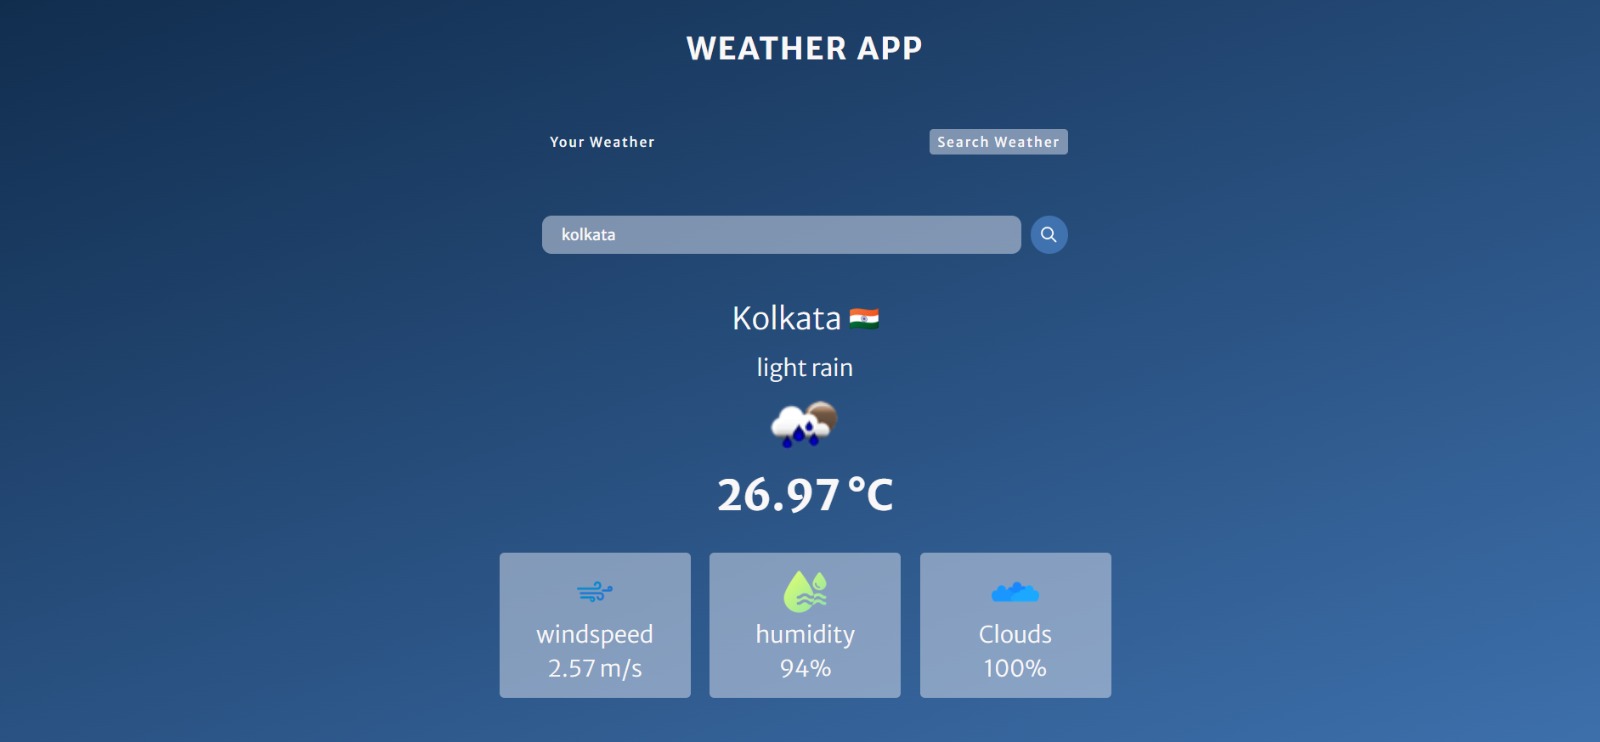 WEATHER APP
Your Weather
Search Weather
kolkata
Kolkata
light rain
26.97 °C
windspeed
2.57 m/s
humidity
94%
Clouds
100%